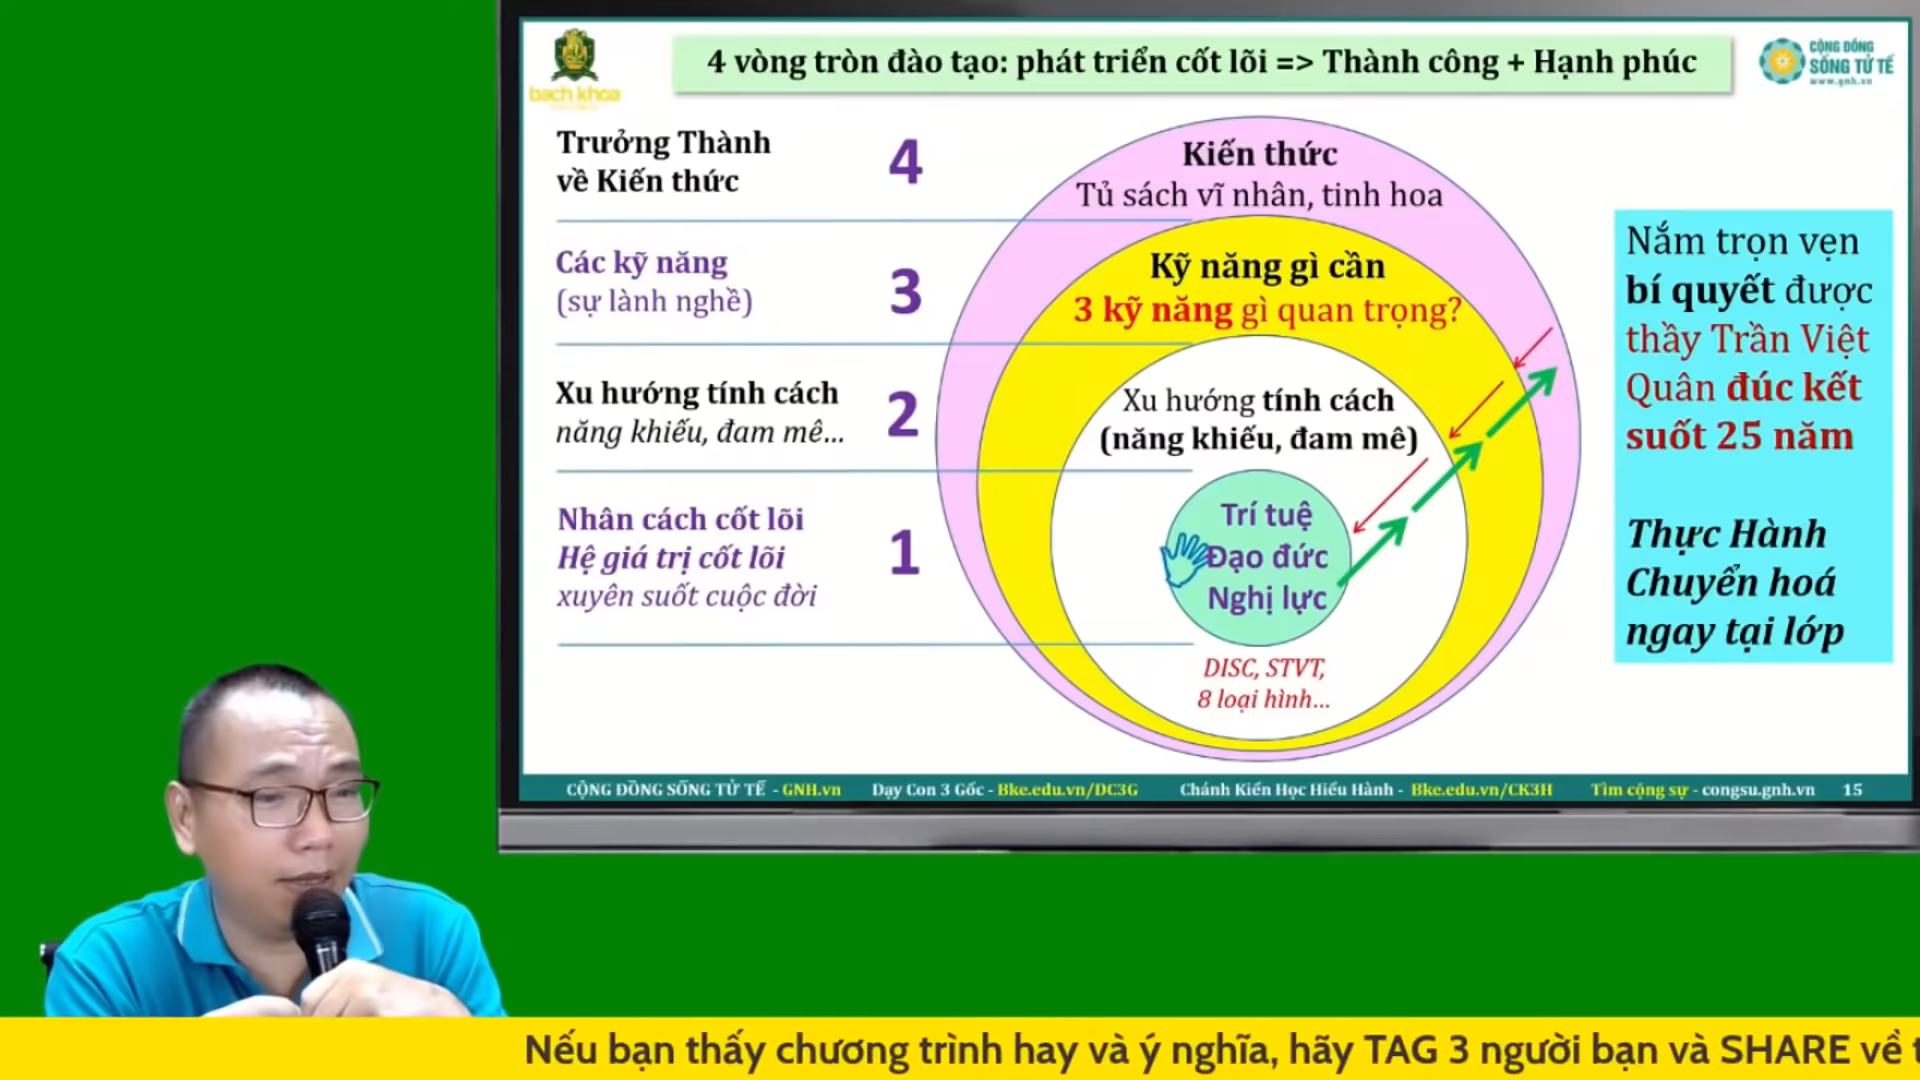 bach khoa
4 vòng tròn đào tạo: phát triển cốt lõi => Thành công + Hạnh phúc
CỘNG ĐỒNG
SỐNG TỬ TẾ
www.gnh.vn
Trưởng Thành
về Kiến thức
4
Các kỹ năng
(sự lành nghề)
3
Xu hướng tính cách
năng khiếu, đam mê...
2
Nhân cách cốt lõi
Hệ giá trị cốt lõi
xuyên suốt cuộc đời
1
Kiến thức
Tủ sách vĩ nhân, tinh hoa
Kỹ năng gì cần
3 kỹ năng gì quan trọng?
Xu hướng tính cách
(năng khiếu, đam mê)
Trí tuệ
Đạo đức
Nghị lực
DISC, STVT,
8 loại hình...
Nắm trọn vẹn
bí quyết được
thầy Trần Việt
Quân đúc kết
suốt 25 năm
Thực Hành
Chuyển hoá
ngay tại lớp
CỘNG ĐỒNG SỐNG TỬ TẾ - GNH.vn Dạy Con 3 Gốc - Bke.edu.vn/DC3G Chánh Kiến Học Hiểu Hành - Bke.edu.vn/CK3H Tìm cộng sự - congsu.gnh.vn 15
Nếu bạn thấy chương trình hay và ý nghĩa, hãy TAG 3 người bạn và SHARE về